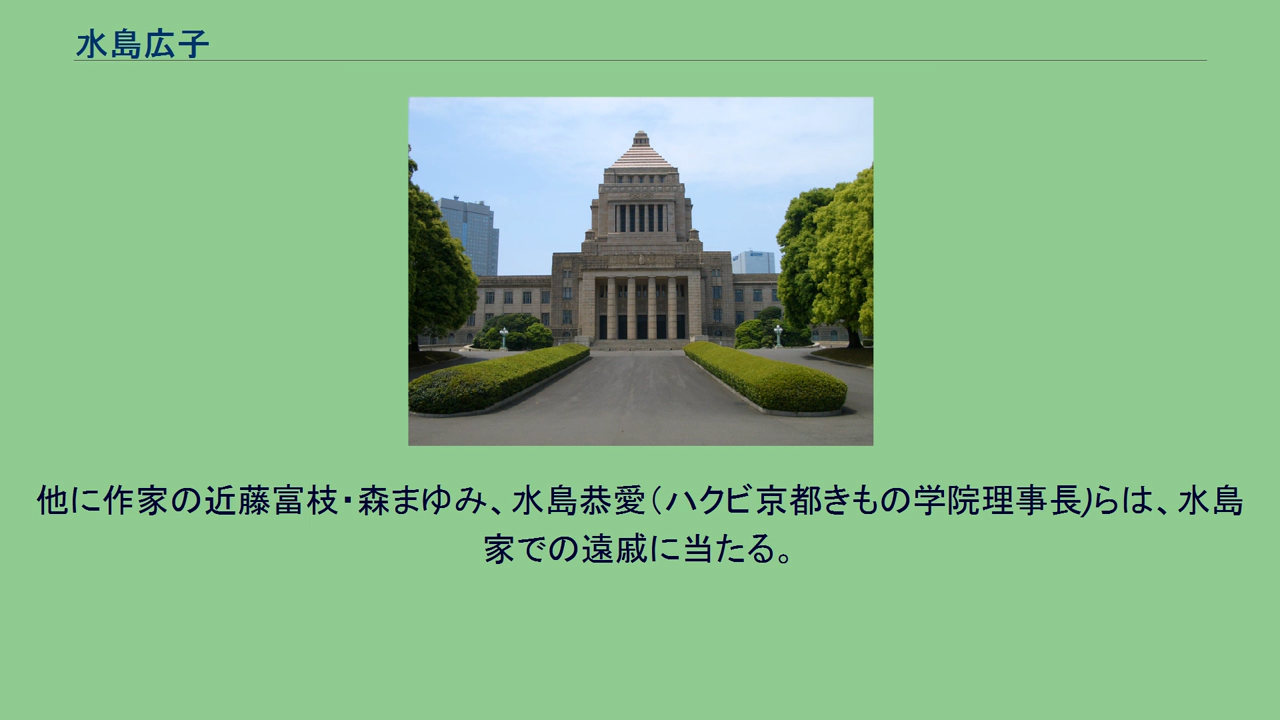 水島広子
他に作家の近藤富枝・森まゆみ、水島恭愛（ハクビ京都きもの学院理事長)らは、水島
家での遠戚に当たる。